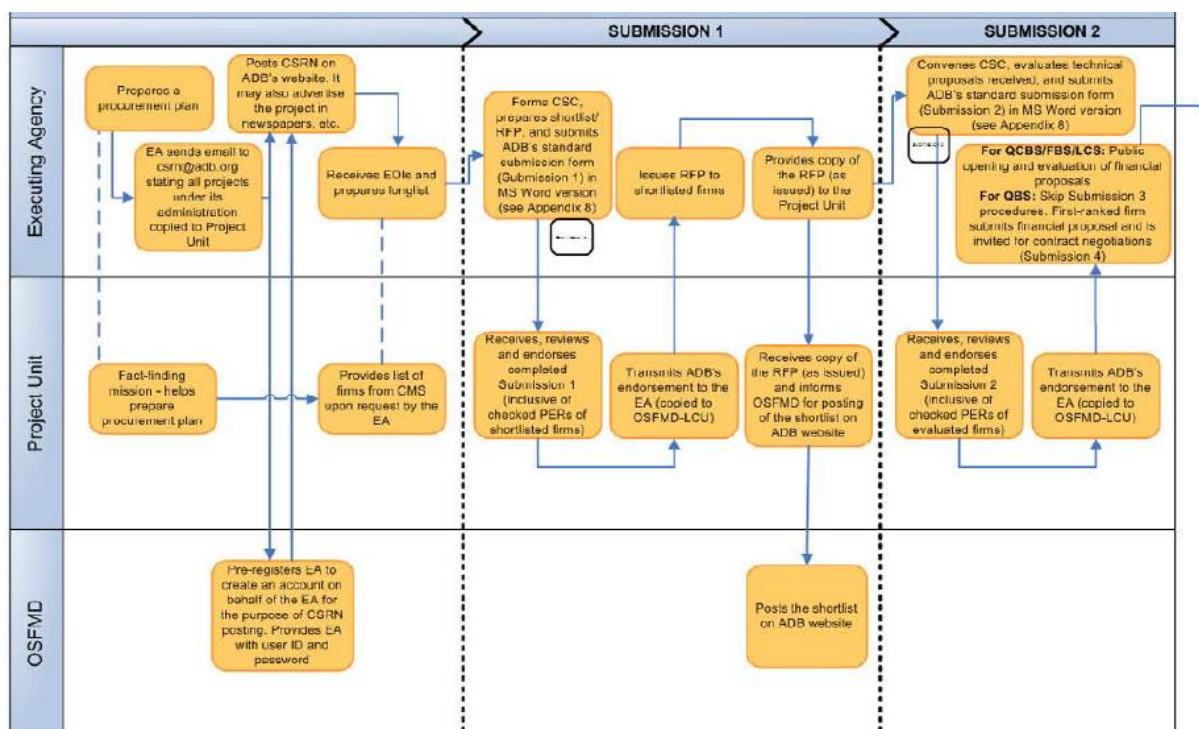 SUBMISSION 1
SUBMISSION 2
Executing Agency
Prepares a
procurement plan
Posts CSRN on
ADB's website. It
may also advertise
the project in
newspapers, etc.
EA sends email to
csrn@adb.org
stating all projects
under its
administration
copied to Project
Unit
Receives EOIs and
prepares longlist
Forms CSC,
prepares shortlist/
RFP, and submits
ADB's standard
submission form
(Submission 1) in
MS Word version
(see Appendix 8)
Issues RFP to
shortlisted firms
Provides copy of
the RFP (as
issued) to the
Project Unit
Convenes CSC, evaluates technical
proposals received, and submits
ADB's standard submission form
(Submission 2) in MS Word version
(see Appendix 8)
For QCBS/FBS/LCS: Public
opening and evaluation of financial
proposals
For QBS: Skip Submission 3
procedures. First-ranked firm
submits financial proposal and is
invited for contract negotiations
(Submission 4)
Project Unit
Fact-finding
mission - helps
prepare
procurement plan
Provides list of
firms from CMS
upon request by the
EA
Receives, reviews
and endorses
completed
Submission 1
(inclusive of
checked PERs of
shortlisted firms)
Transmits ADB's
endorsement to the
EA (copied to
OSFMD-LCU)
Receives copy of
the RFP (as issued)
and informs
OSFMD for posting
of the shortlist on
ADB website
Receives, reviews
and endorses
completed
Submission 2
(inclusive of
checked PERs of
evaluated firms)
Transmits ADB's
endorsement to the
EA (copied to
OSFMD-LCU)
OSFMD
Pre-registers EA to
create an account on
behalf of the EA for
the purpose of CSRN
posting. Provides EA
with user ID and
password
Posts the shortlist
on ADB website